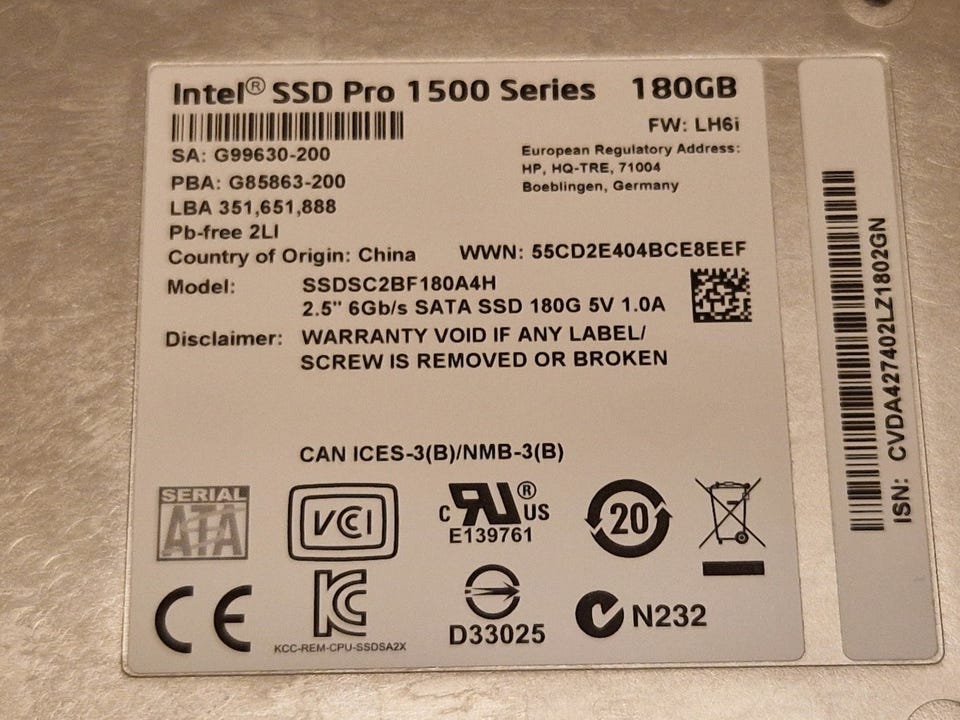 Intel® SSD Pro 1500 Series 180GB
FW: LH6i
SA: G99630-200
European Regulatory Address:
HP, HQ-TRE, 71004
Boeblingen, Germany
PBA: G85863-200
LBA 351,651,888
Pb-free 2LI
Country of Origin: China WWN: 55CD2E404BCE8EEF
Model: SSDSC2BF180A4H
2.5" 6Gb/s SATA SSD 180G 5V 1.0A
Disclaimer: WARRANTY VOID IF ANY LABEL/
SCREW IS REMOVED OR BROKEN
CAN ICES-3(B)/NMB-3(B)
SERIAL
ATA
VCI
C RU® US
E139761
20
CE
KC
KCC-REM-CPU-SSDSA2X
D33025
N232
ISN: CVDA427402LZ1802GN